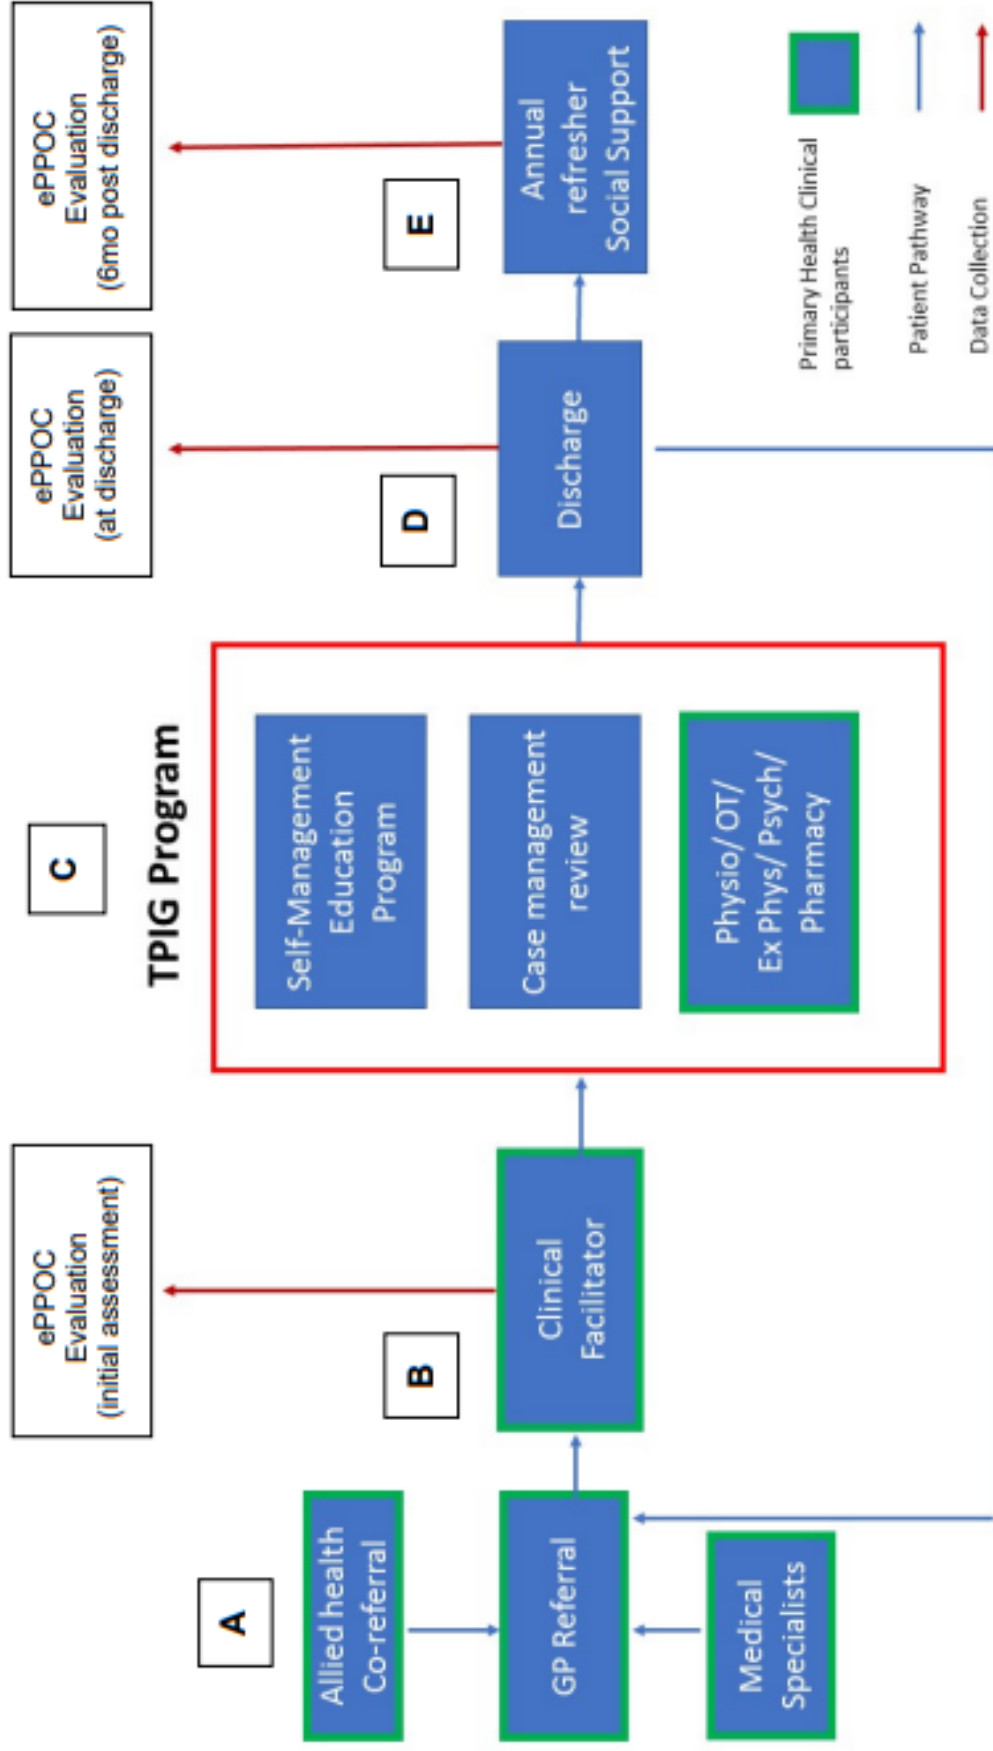 A
Allied health
Co-referral
GP Referral
Medical
Specialists
ePPOC
Evaluation
(initial assessment)
B
Clinical
Facilitator
C
TPIG Program
Self-Management
Education
Program
Case management
review
Physio/ OT/
Ex Phys/ Psych/
Pharmacy
ePPOC
Evaluation
(at discharge)
D
Discharge
ePPOC
Evaluation
(6mo post discharge)
E
Annual
refresher
Social Support
Primary Health Clinical
participants
Patient Pathway
Data Collection